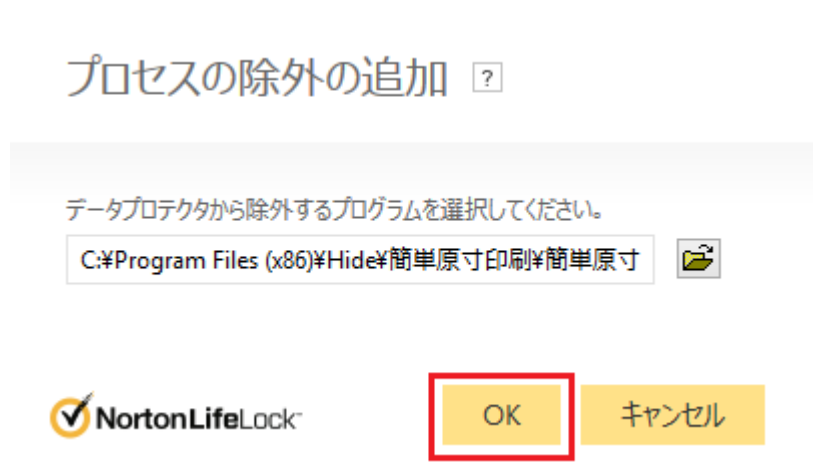 プロセスの除外の追加 ?
データプロテクタから除外するプログラムを選択してください。
C:¥Program Files (x86)¥Hide¥簡単原寸印刷¥簡単原寸
NortonLifeLock
OK
キャンセル